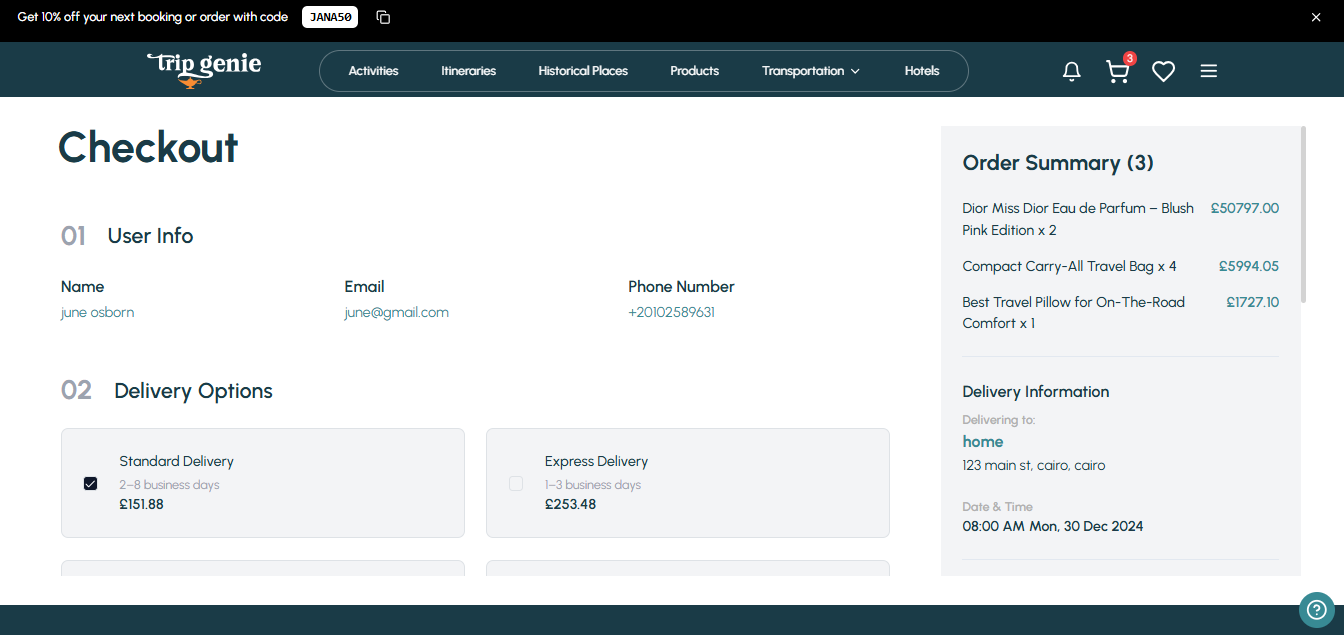 Get 10% off your next booking or order with code JANA50
trip genie
Activities Itineraries Historical Places Products Transportation Hotels
3
Checkout
01 User Info
Name Email Phone Number
june osborn june@gmail.com +20102589631
02 Delivery Options
Standard Delivery
2–8 business days
£151.88
Express Delivery
1–3 business days
£253.48
Order Summary (3)
Dior Miss Dior Eau de Parfum – Blush £50797.00
Pink Edition x 2
Compact Carry-All Travel Bag x 4 £5994.05
Best Travel Pillow for On-The-Road £1727.10
Comfort x 1
Delivery Information
Delivering to:
home
123 main st, cairo, cairo
Date & Time
08:00 AM Mon, 30 Dec 2024